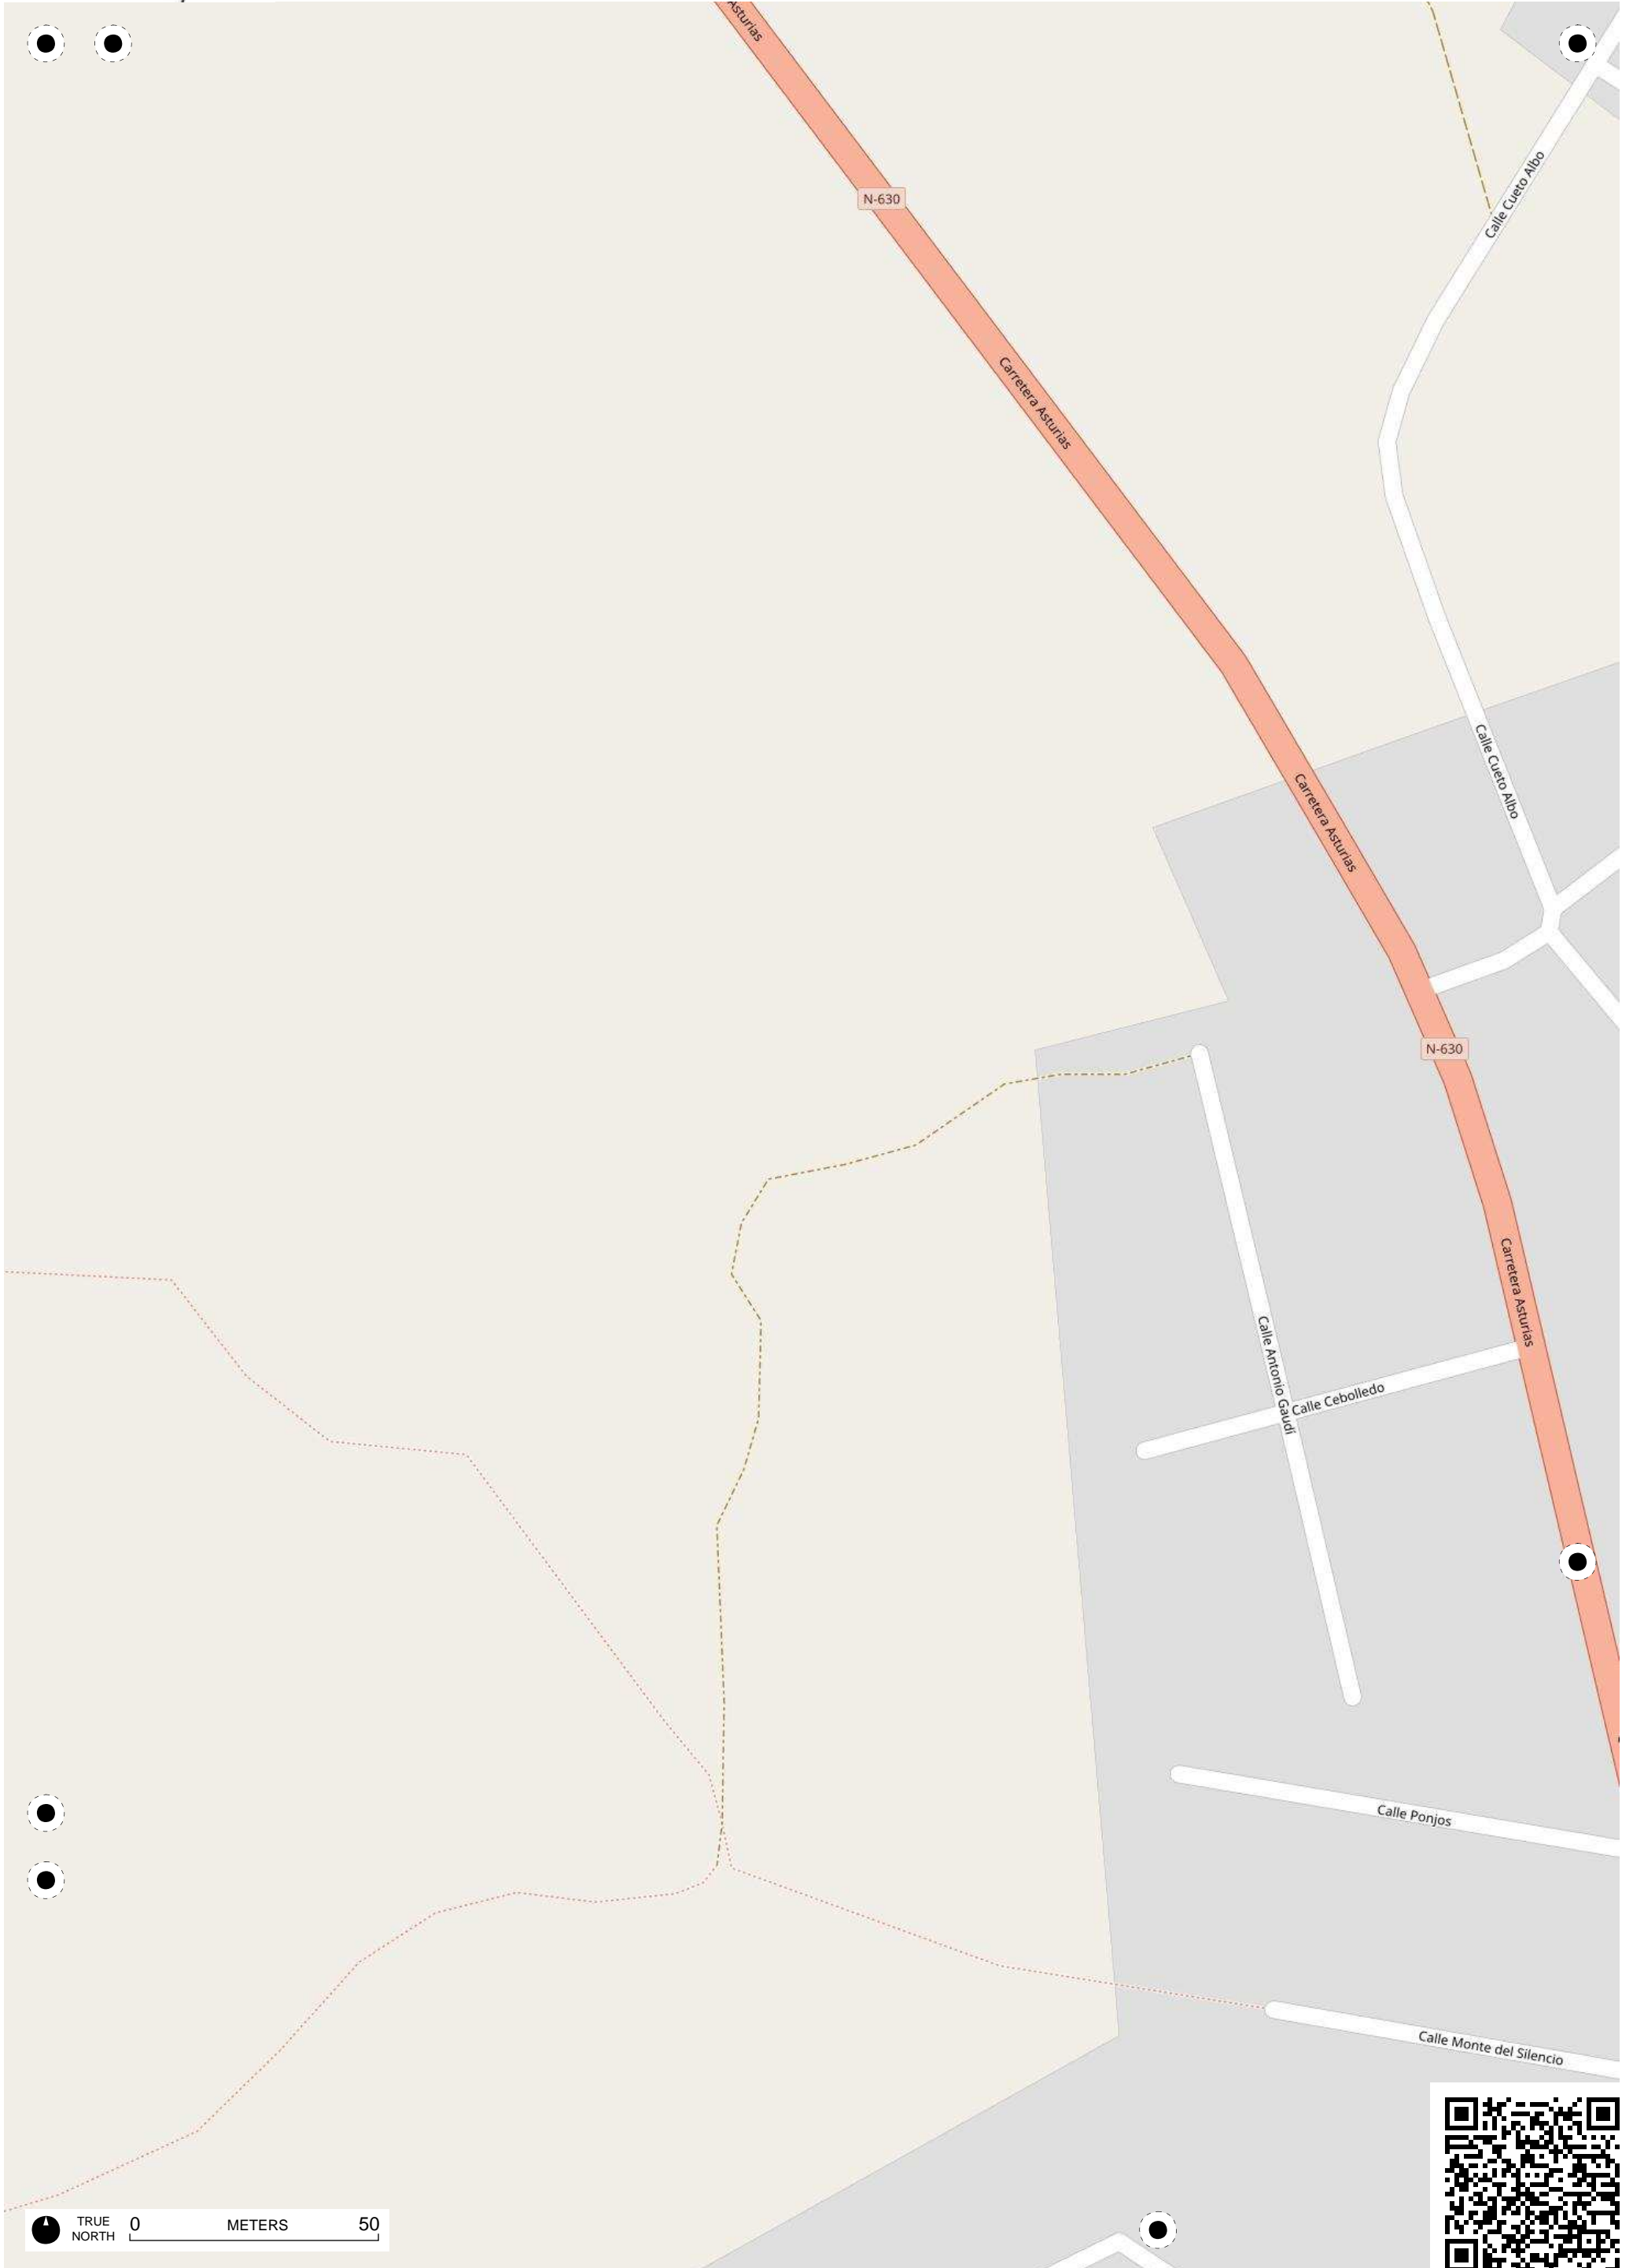 Asturias
N-630
Calle Cueto Albo
Carretera Asturias
Calle Cueto Albo
Carretera Asturias
N-630
Carretera Asturias
Calle Antonio Gaudí
Calle Cebolledo
Calle Ponjos
Calle Monte del Silencio
TRUE
NORTH
0 METERS 50